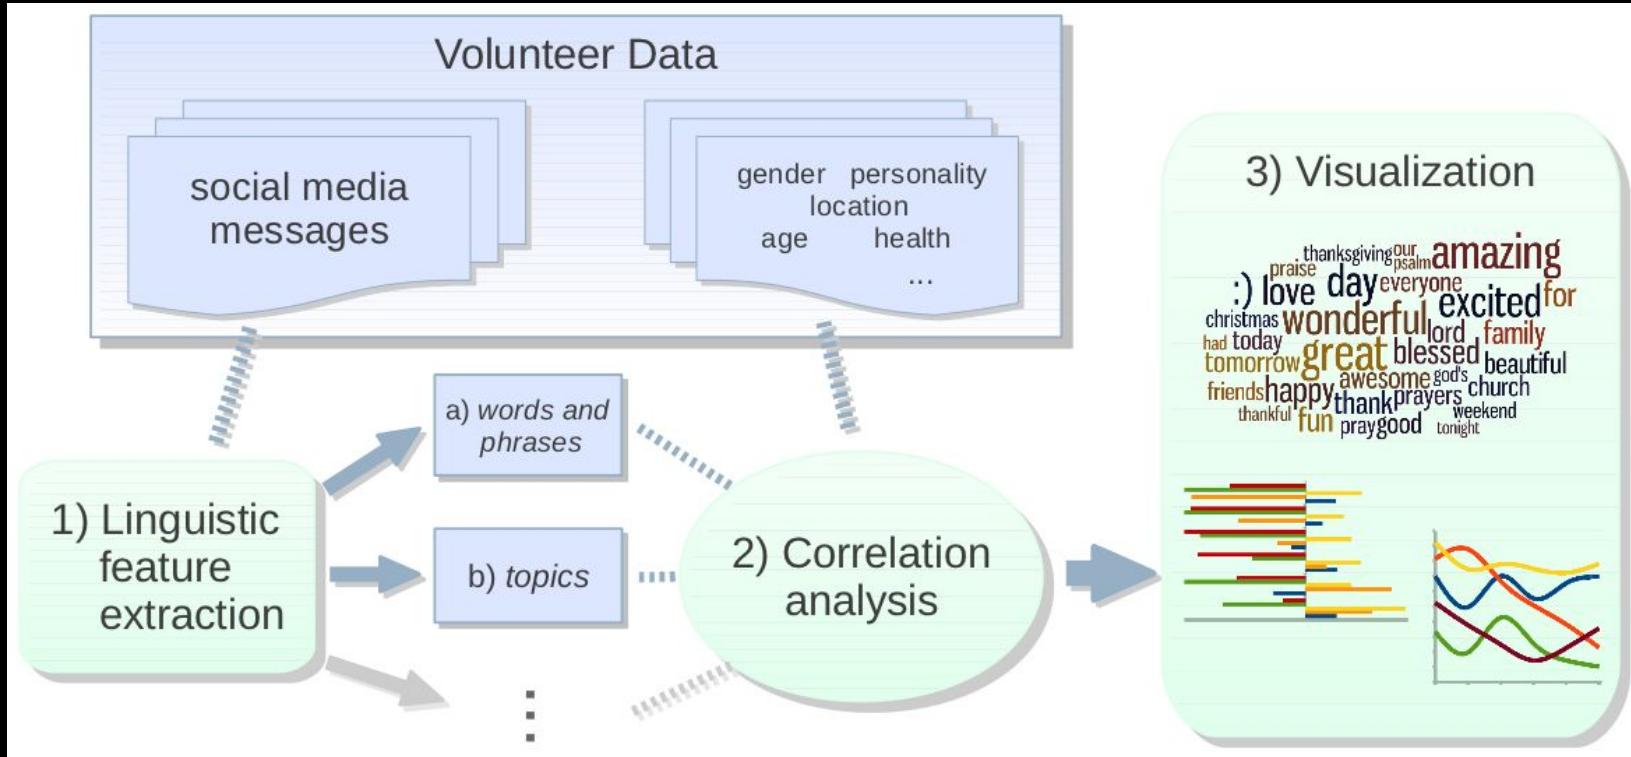 Volunteer Data
social media
messages
gender personality
location
age health
...
a) words and
phrases
b) topics
1) Linguistic
feature
extraction
2) Correlation
analysis
3) Visualization
thanksgiving our psalm amazing
praise
:) love day everyone excited for
christmas wonderful lord family
had today
tomorrow great blessed beautiful
friends happy awesome god's church
thank prayers
thankful fun pray good weekend
tonight